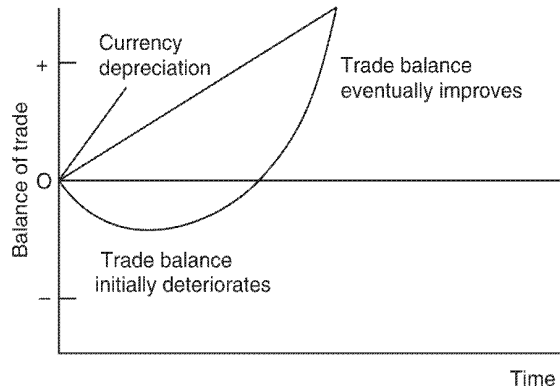 Currency
depreciation
+
Trade balance
eventually improves
Balance of trade
O
Trade balance
initially deteriorates
–
Time